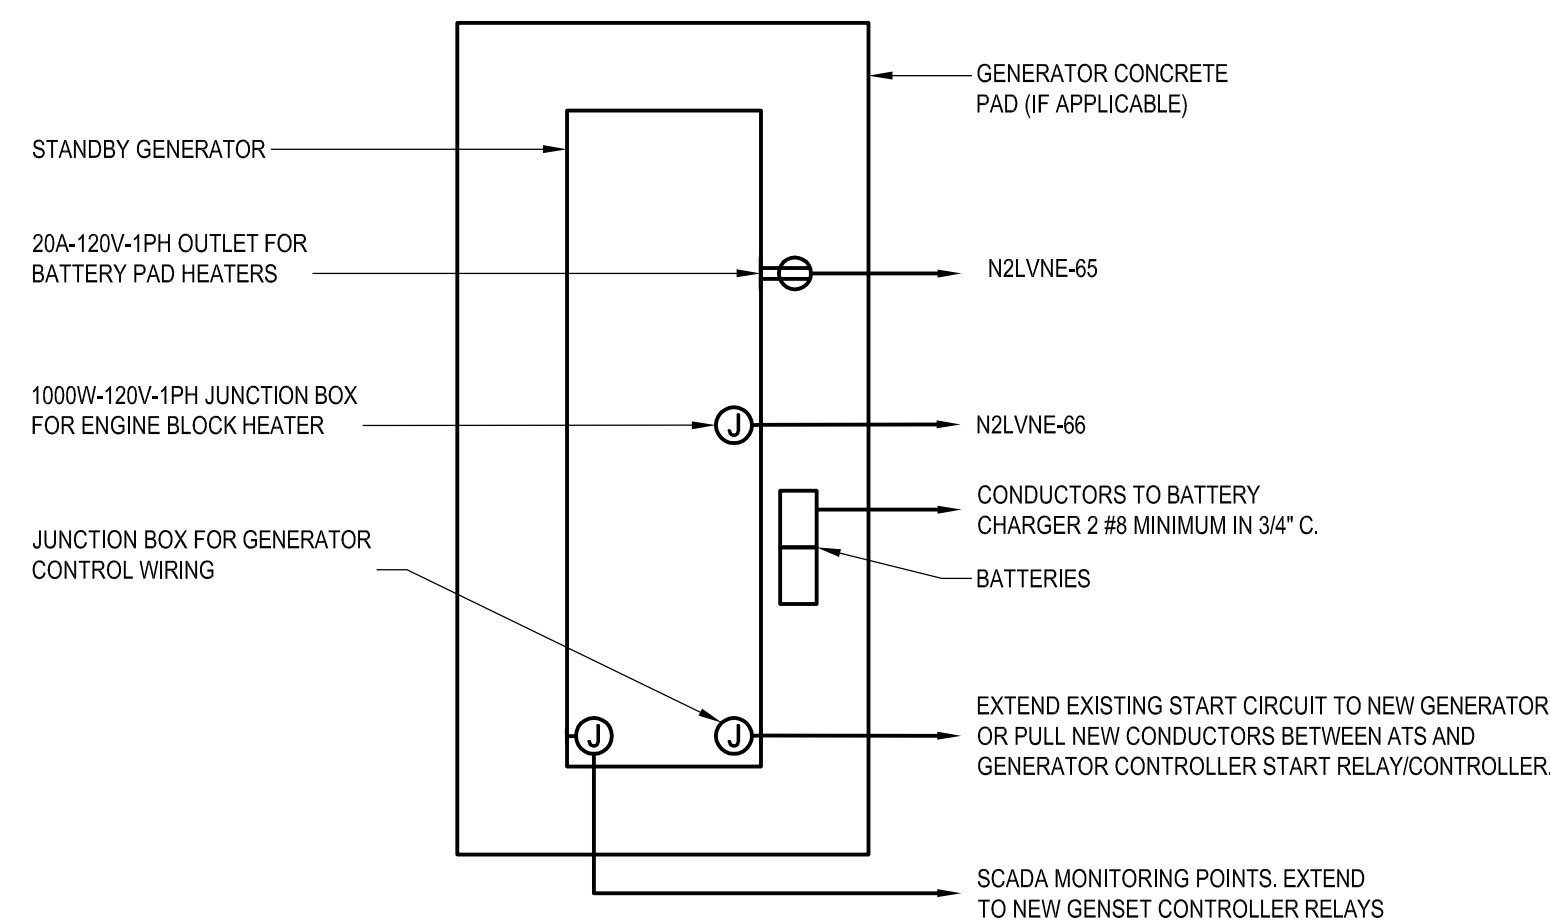 GENERATOR CONCRETE
PAD (IF APPLICABLE)
STANDBY GENERATOR
20A-120V-1PH OUTLET FOR
BATTERY PAD HEATERS
N2LVNE-65
1000W-120V-1PH JUNCTION BOX
FOR ENGINE BLOCK HEATER
J
N2LVNE-66
CONDUCTORS TO BATTERY
CHARGER 2 #8 MINIMUM IN 3/4" C.
JUNCTION BOX FOR GENERATOR
CONTROL WIRING
BATTERIES
J
J
EXTEND EXISTING START CIRCUIT TO NEW GENERATOR
OR PULL NEW CONDUCTORS BETWEEN ATS AND
GENERATOR CONTROLLER START RELAY/CONTROLLER.
SCADA MONITORING POINTS. EXTEND
TO NEW GENSET CONTROLLER RELAYS